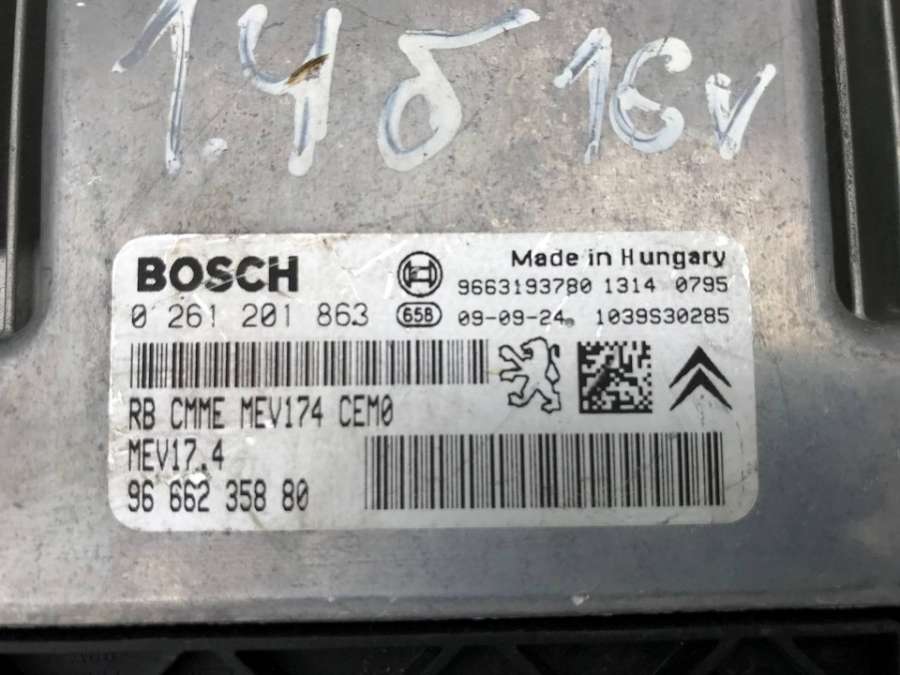 1.4 б 16v
BOSCH
Made in Hungary
9663193780 1314 0795
0 261 201 863
658
09-09-24 1039S30285
RB CMME MEV174 CEM0
MEV17.4
96 662 358 80